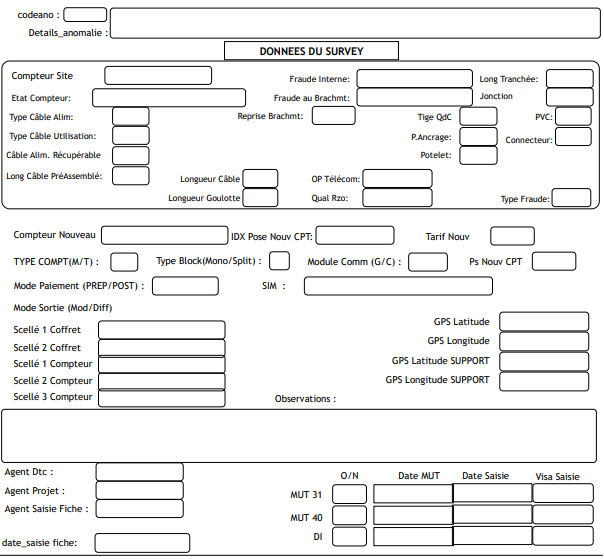 codeano :
Details_anomalie :
DONNEES DU SURVEY
Compteur Site
Fraude Interne:
Long Tranchée:
Etat Compteur:
Fraude au Brachmt:
Jonction
Type Câble Alim:
Reprise Brachmt:
Tige QdC
PVC:
Type Câble Utilisation:
P.Ancrage:
Connecteur:
Câble Alim. Récupérable
Potelet:
Long Câble PréAssemblé:
Longueur Câble
OP Télécom:
Longueur Goulotte
Qual Rzo:
Type Fraude:
Compteur Nouveau
IDX Pose Nouv CPT:
Tarif Nouv
TYPE COMPT(M/T) :
Type Block(Mono/Split) :
Module Comm (G/C) :
Ps Nouv CPT
Mode Paiement (PREP/POST) :
SIM :
Mode Sortie (Mod/Diff)
Scellé 1 Coffret
GPS Latitude
Scellé 2 Coffret
GPS Longitude
Scellé 1 Compteur
GPS Latitude SUPPORT
Scellé 2 Compteur
GPS Longitude SUPPORT
Scellé 3 Compteur
Observations :
Agent Dtc :
O/N
Date MUT
Date Saisie
Visa Saisie
Agent Projet :
MUT 31
Agent Saisie Fiche :
MUT 40
date_saisie fiche:
DI